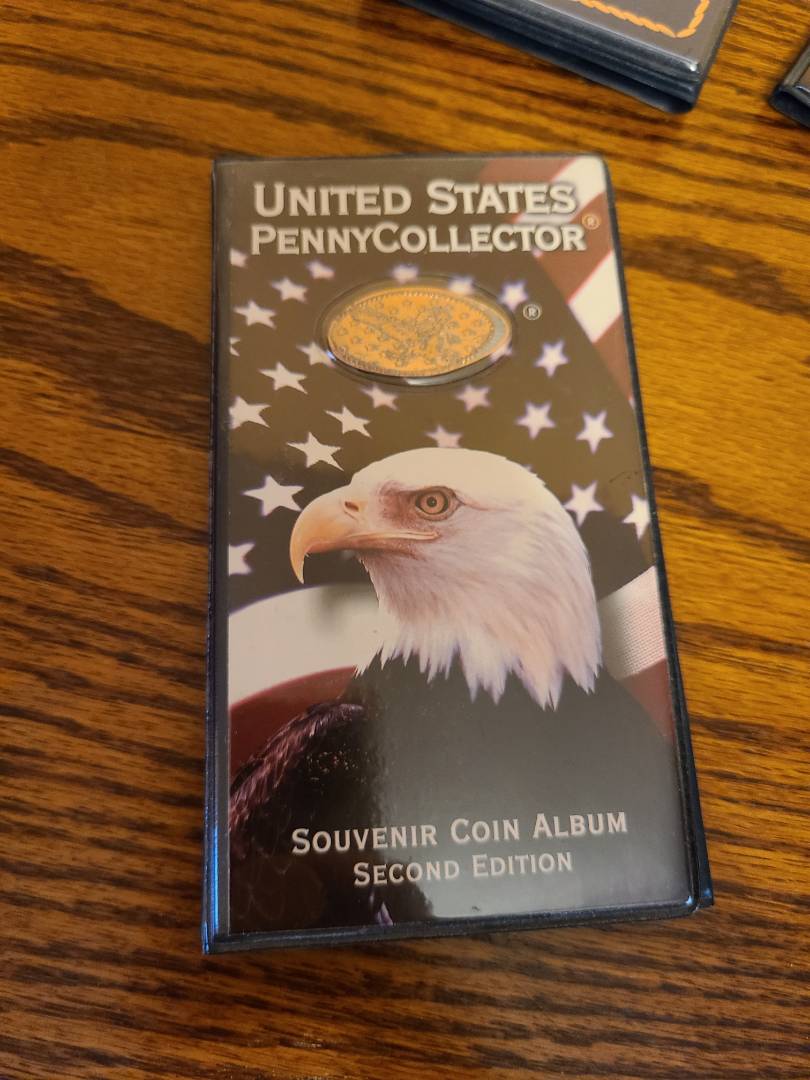 UNITED STATES
PENNYCOLLECTOR®
®
SOUVENIR COIN ALBUM
SECOND EDITION